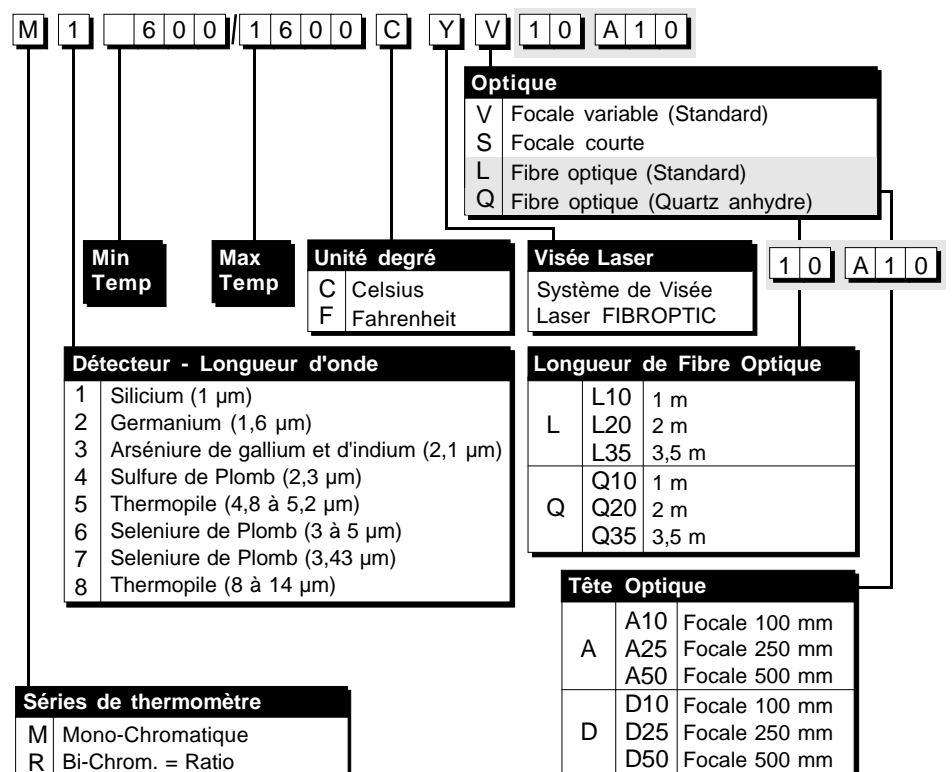 M 1 600/1600 C Y V 10 A10
Optique
V Focale variable (Standard)
S Focale courte
L Fibre optique (Standard)
Q Fibre optique (Quartz anhydre)
Min
Temp
Max
Temp
Unité degré
C Celsius
F Fahrenheit
Visée Laser
Système de Visée
Laser FIBROPTIC
10 A10
Détecteur - Longueur d'onde
1 Silicium (1 µm)
2 Germanium (1,6 µm)
3 Arséniure de gallium et d'indium (2,1 µm)
4 Sulfure de Plomb (2,3 µm)
5 Thermopile (4,8 à 5,2 µm)
6 Seleniure de Plomb (3 à 5 µm)
7 Seleniure de Plomb (3,43 µm)
8 Thermopile (8 à 14 µm)
Longueur de Fibre Optique
L10 1 m
L L20 2 m
L35 3,5 m
Q10 1 m
Q Q20 2 m
Q35 3,5 m
Tête Optique
A10 Focale 100 mm
A A25 Focale 250 mm
A50 Focale 500 mm
D10 Focale 100 mm
D D25 Focale 250 mm
D50 Focale 500 mm
Séries de thermomètre
M Mono-Chromatique
R Bi-Chrom. = Ratio